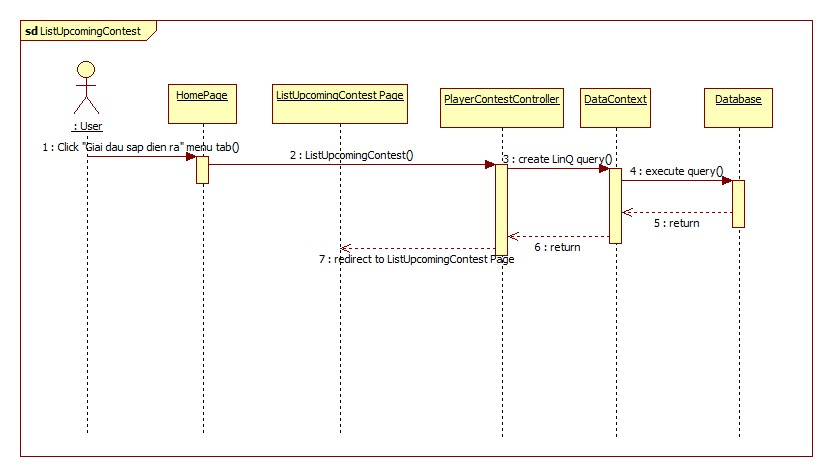 sd ListUpcomingContest
: User
HomePage
ListUpcomingContest Page
PlayerContestController
DataContext
Database
1 : Click "Giai dau sap dien ra" menu tab()
2 : ListUpcomingContest()
3 : create LinQ query()
4 : execute query()
5 : return
6 : return
7 : redirect to ListUpcomingContest Page